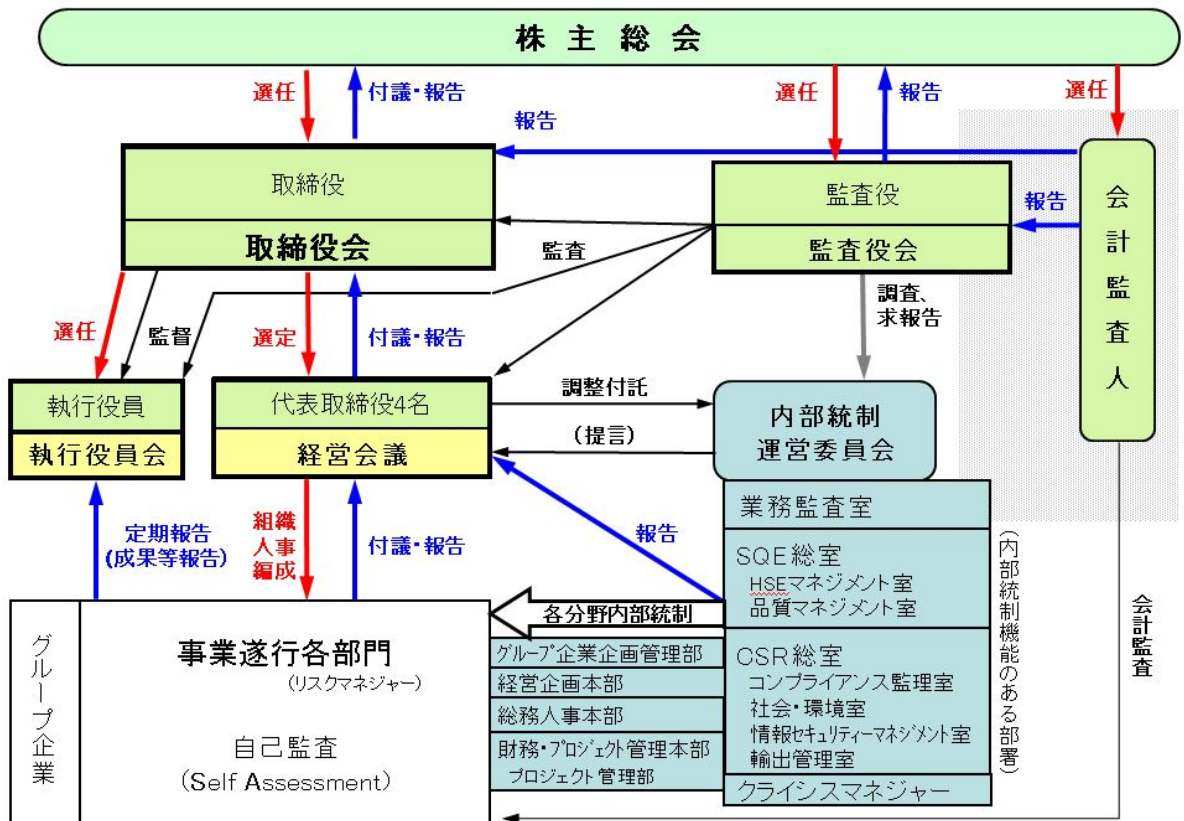 株 主 総 会
選任
付議・報告
選任
報告
選任
報告
取締役
取締役会
監査役
監査役会
報告
会計監査人
監査
調査、
求報告
選任
監督
選定
付議・報告
執行役員
執行役員会
代表取締役4名
経営会議
調整付託
(提言)
内部統制
運営委員会
定期報告
(成果等報告)
組織
人事
編成
付議・報告
報告
業務監査室
SQE総室
HSEマネジメント室
品質マネジメント室
CSR総室
コンプライアンス監理室
社会・環境室
情報セキュリティーマネジメント室
輸出管理室
クライシスマネジャー
(内部統制機能のある部署)
会計監査
各分野内部統制
グループ企業企画管理部
経営企画本部
総務人事本部
財務・プロジェクト管理本部
プロジェクト管理部
グループ企業
事業遂行各部門
(リスクマネジャー)
自己監査
(Self Assessment)